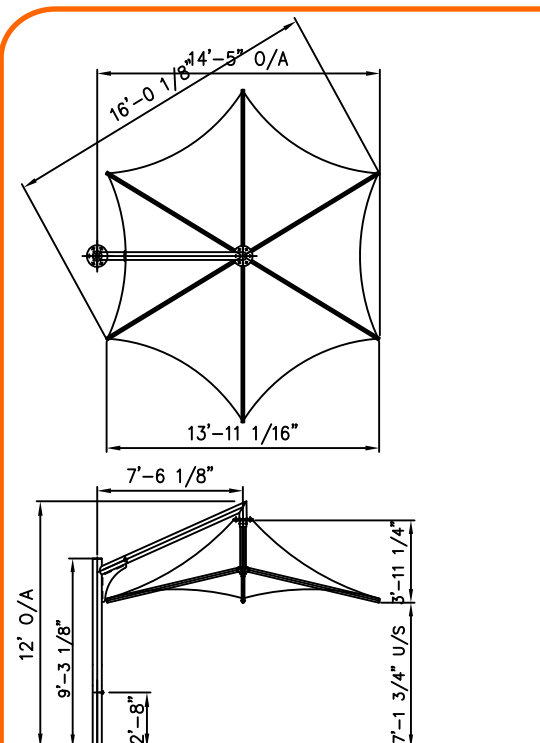 14'-5" O/A
16'-0 1/8"
13'-11 1/16"
7'-6 1/8"
3'-11 1/4"
12' O/A
9'-3 1/8"
2'-8"
7'-1 3/4" U/S